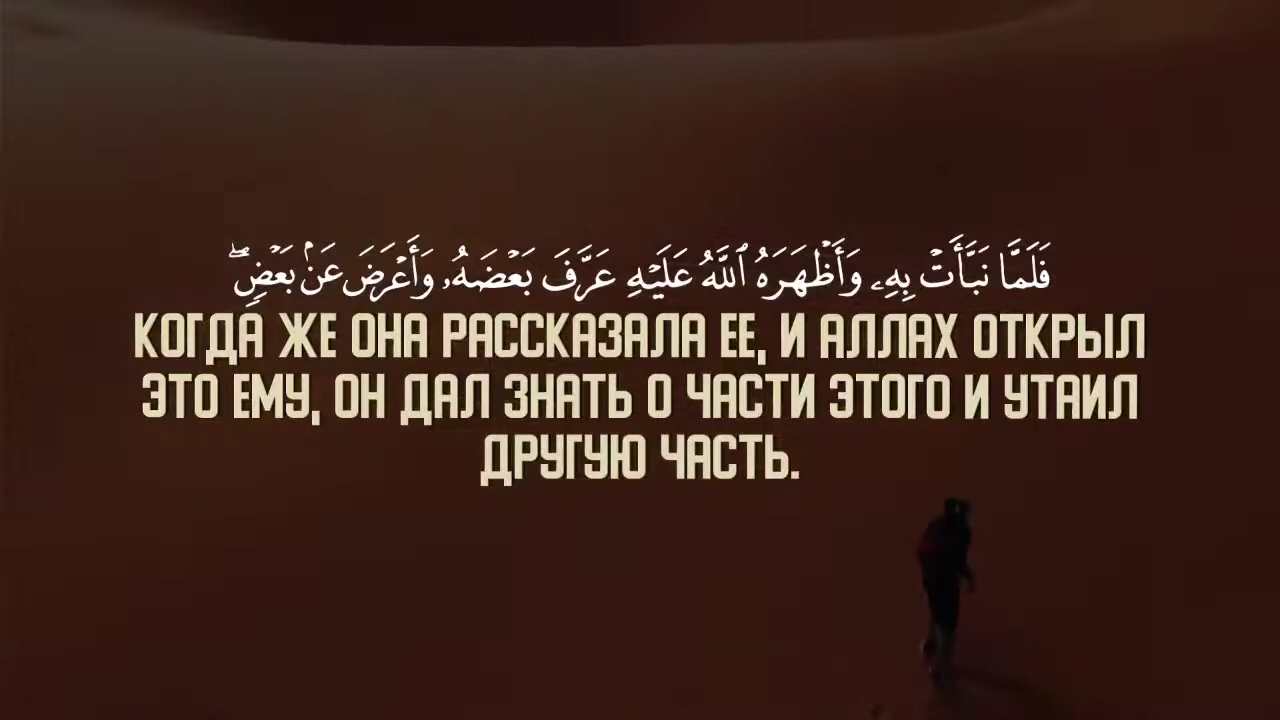 فَلَمَّا نَبَّأَتْ بِهِۦ وَأَظْهَرَهُ ٱللَّهُ عَلَيْهِ عَرَّفَ بَعْضَهُۥ وَأَعْرَضَ عَنۢ بَعْضٍۢ ۖ
КОГДА ЖЕ ОНА РАССКАЗАЛА ЕЕ, И АЛЛАХ ОТКРЫЛ
ЭТО ЕМУ, ОН ДАЛ ЗНАТЬ О ЧАСТИ ЭТОГО И УТАИЛ
ДРУГУЮ ЧАСТЬ.